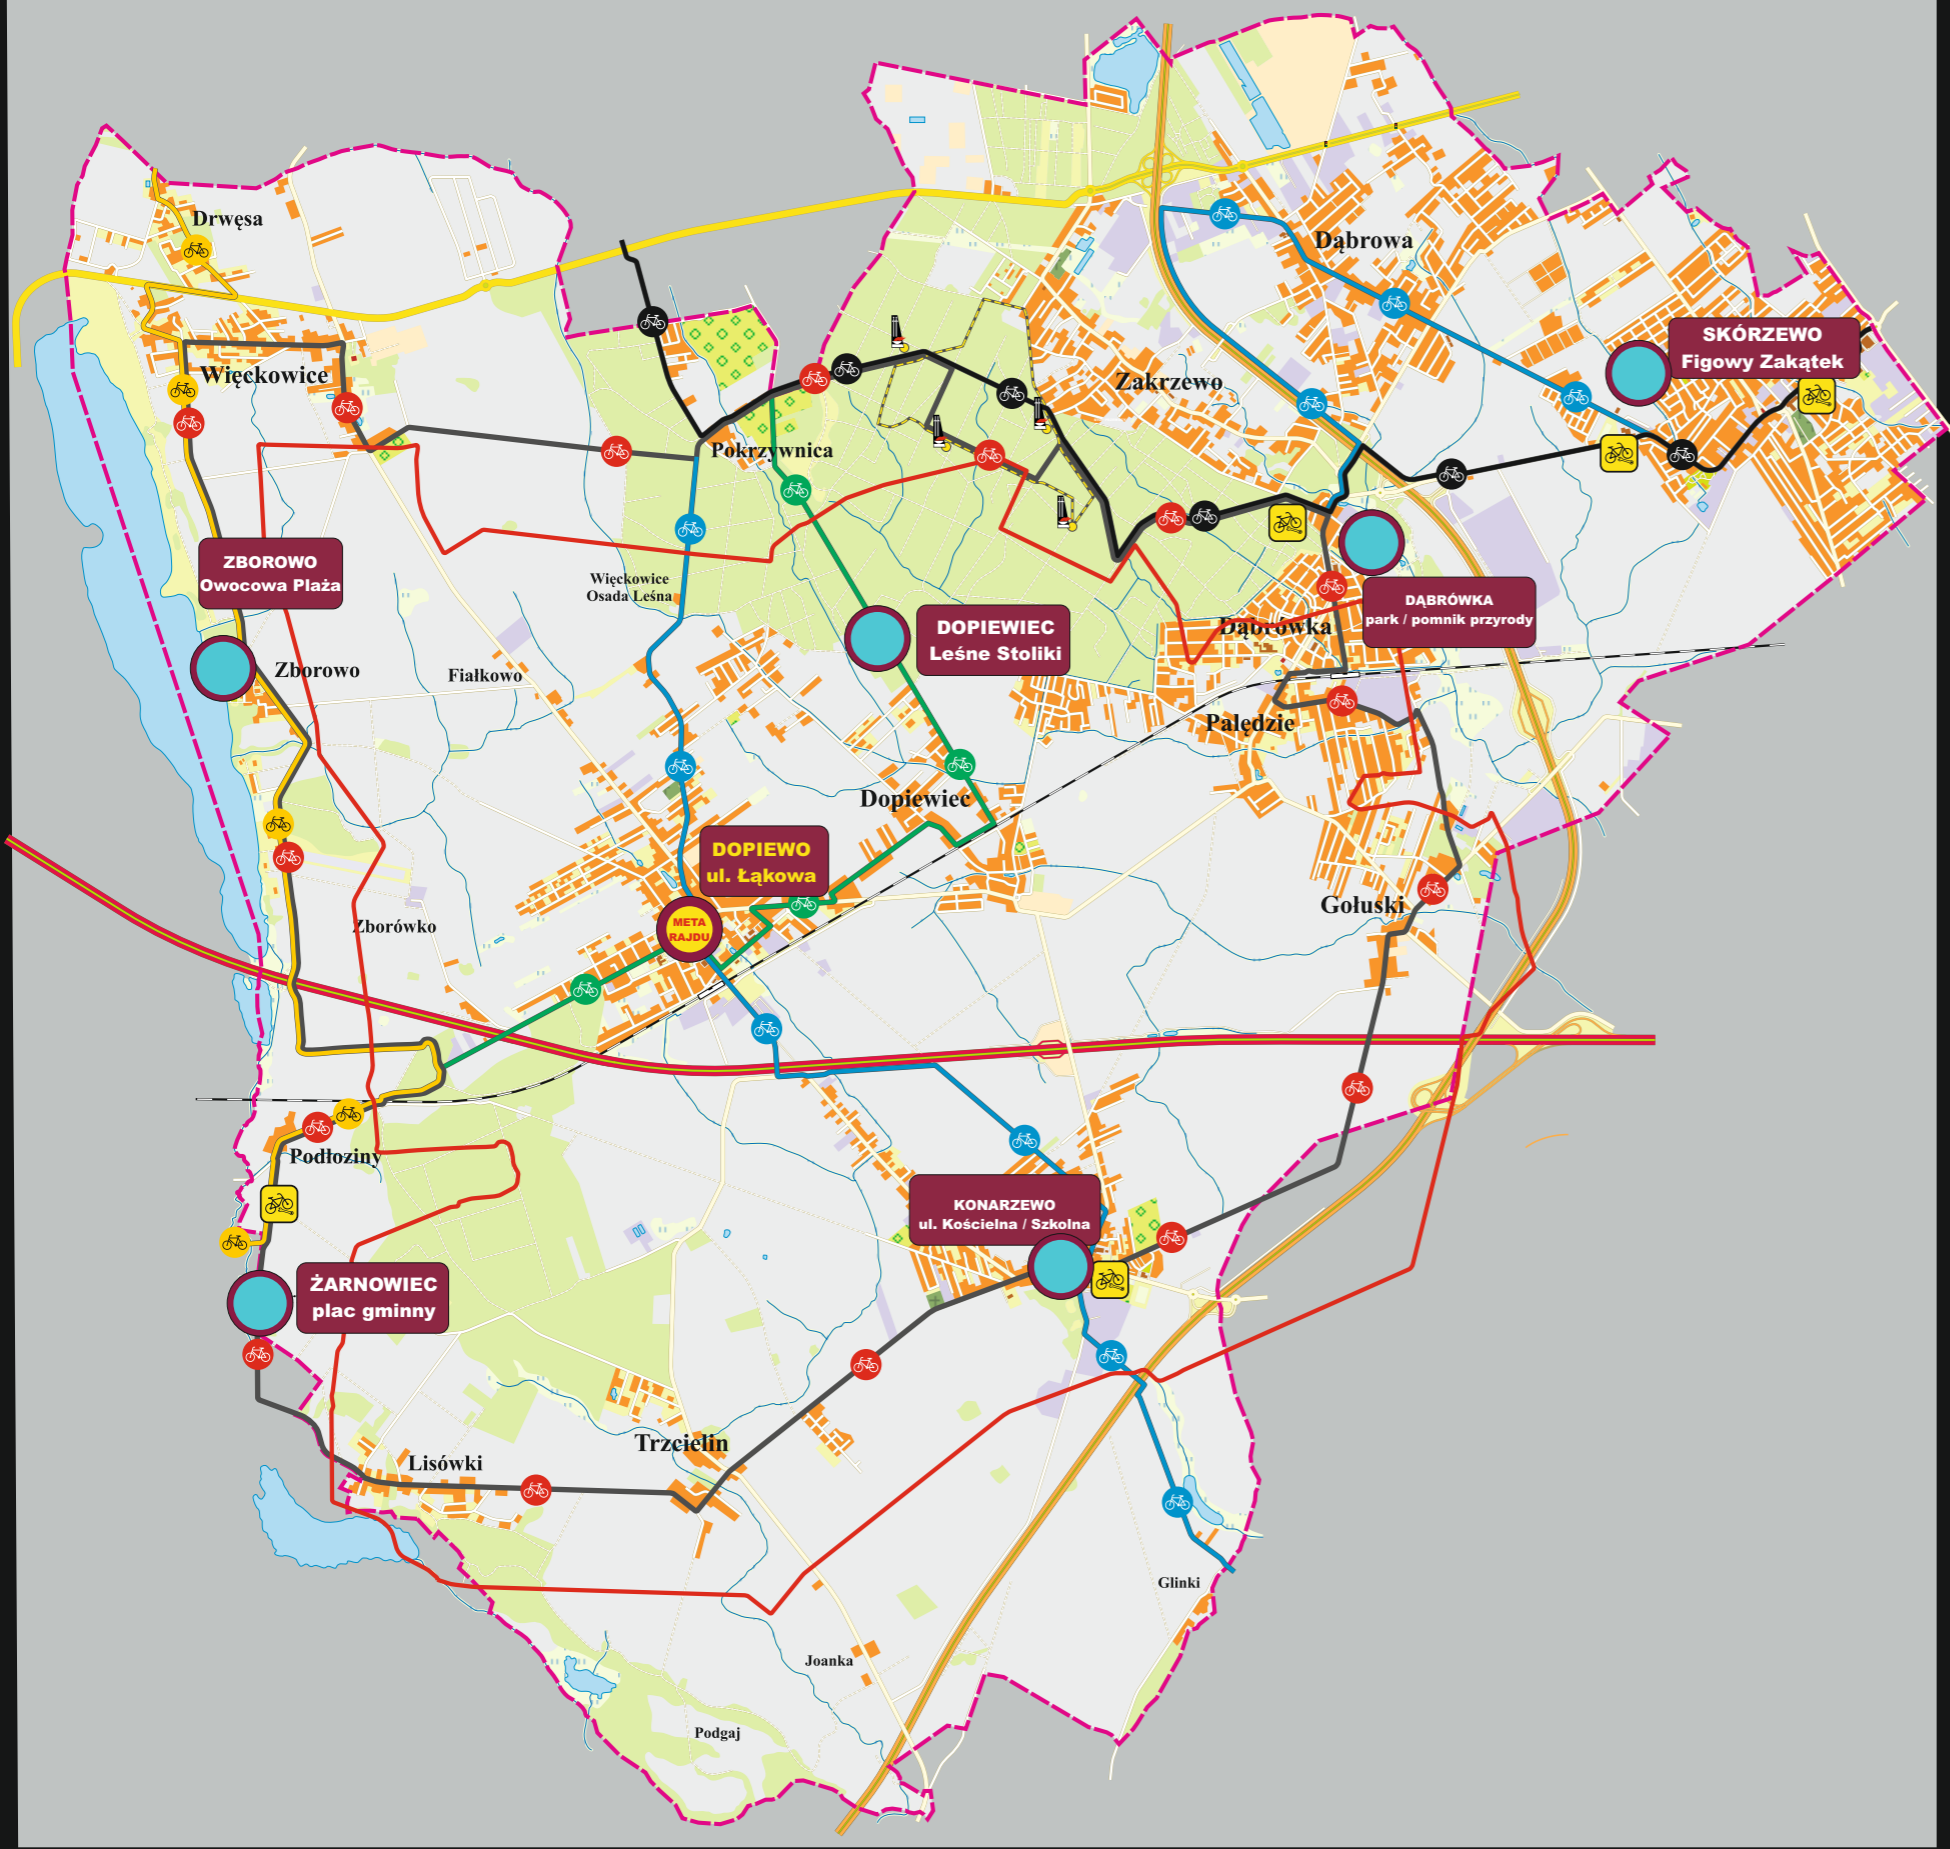 Drwęsa
Dąbrowa
SKÓRZEWO
Figowy Zakątek
Więckowice
Zakrzewo
Pokrzywnica
ZBOROWO
Owocowa Plaża
Więckowice
Osada Leśna
DĄBRÓWKA
park / pomnik przyrody
DOPIEWIEC
Leśne Stoliki
Dąbrówka
Zborowo
Fiałkowo
Palędzie
Dopiewiec
DOPIEWO
ul. Łąkowa
Gołuski
META
RAJDU
Zborówko
Podłoziny
KONARZEWO
ul. Kościelna / Szkolna
ŻARNOWIEC
plac gminny
Trzcielin
Lisówki
Glinki
Joanka
Podgaj